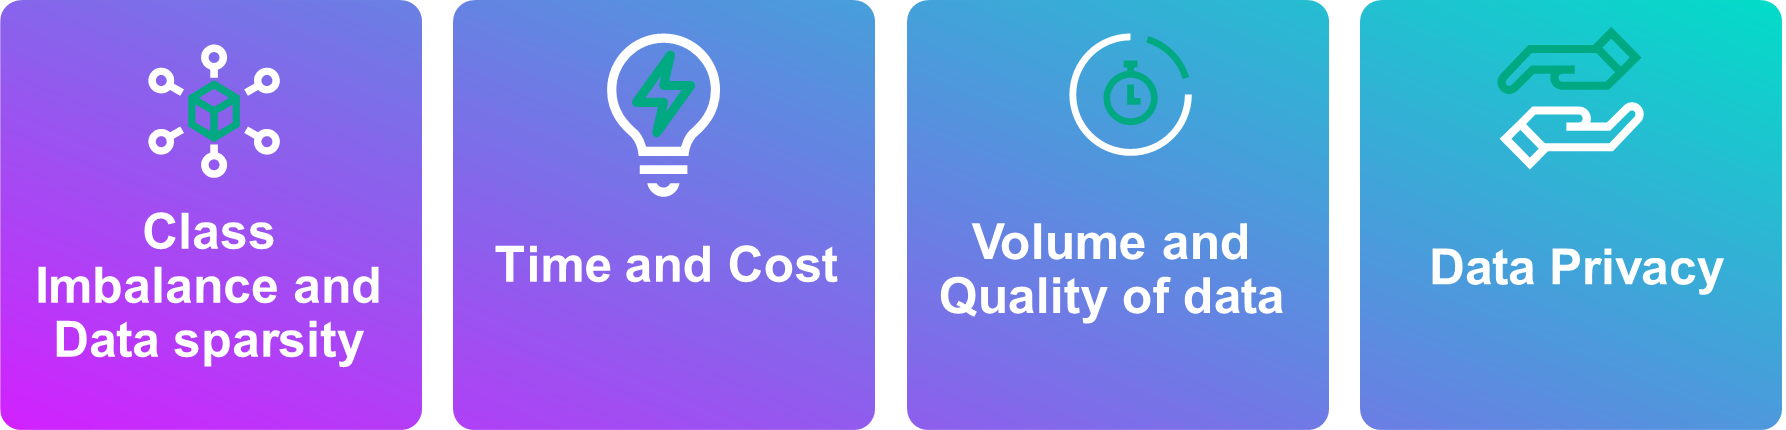 Class
Imbalance and
Data sparsity
Time and Cost
Volume and
Quality of data
Data Privacy